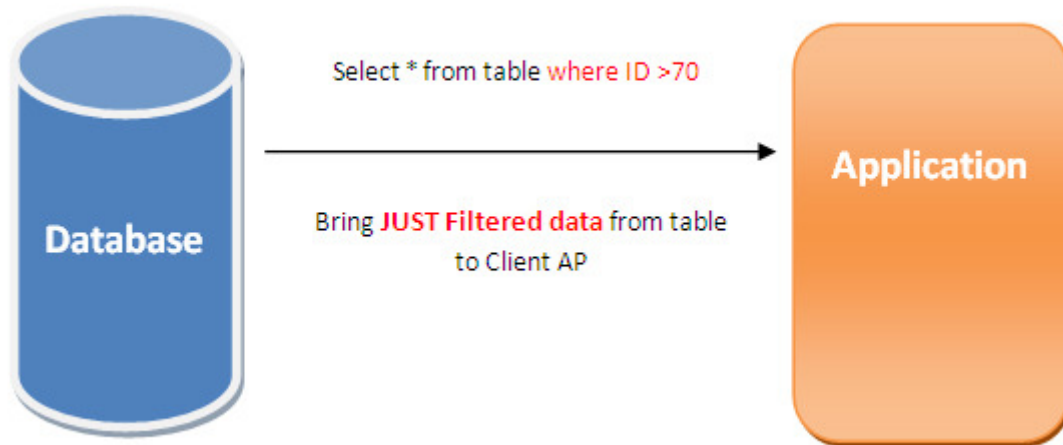 Select * from table where ID >70
Database
Bring JUST Filtered data from table
to Client AP
Application